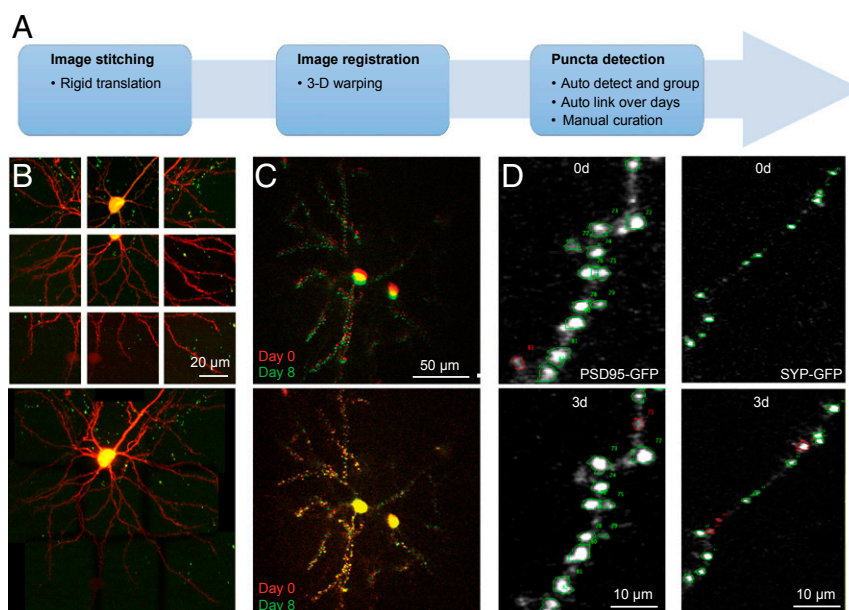 A
Image stitching
• Rigid translation
Image registration
• 3-D warping
Puncta detection
• Auto detect and group
• Auto link over days
• Manual curation
B
20 µm
C
Day 0
Day 8
50 µm
Day 0
Day 8
D
0d
PSD95-GFP
0d
SYP-GFP
3d
10 µm
3d
10 µm